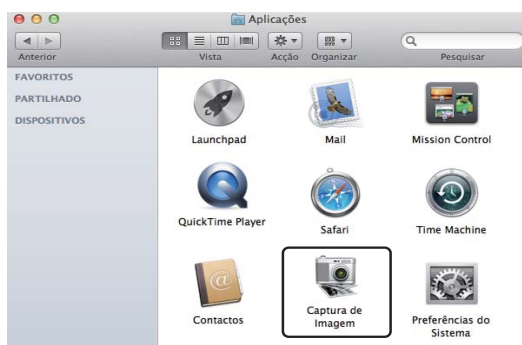 Aplicações
Anterior
Vista
Acção
Organizar
Pesquisar
FAVORITOS
PARTILHADO
DISPOSITIVOS
Launchpad
Mail
Mission Control
QuickTime Player
Safari
Time Machine
Contactos
Captura de
Imagem
Preferências do
Sistema